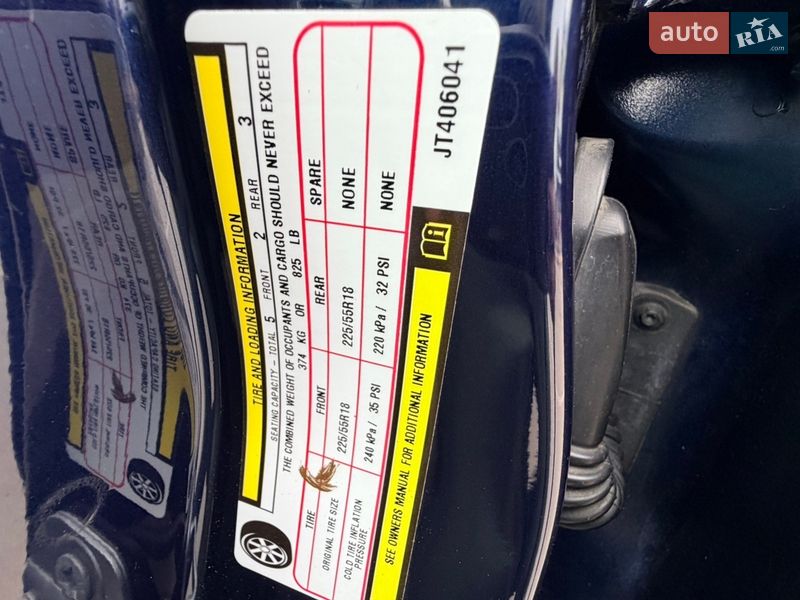 TIRE AND LOADING INFORMATION
SEATING CAPACITY – TOTAL 5 FRONT 2 REAR 3
THE COMBINED WEIGHT OF OCCUPANTS AND CARGO SHOULD NEVER EXCEED
374 KG OR 825 LB
TIRE FRONT REAR SPARE
ORIGINAL TIRE SIZE 225/55R18 225/55R18 NONE
COLD TIRE INFLATION PRESSURE 240 kPa / 35 PSI 220 kPa / 32 PSI NONE
SEE OWNERS MANUAL FOR ADDITIONAL INFORMATION
JT406041
auto RIA.com